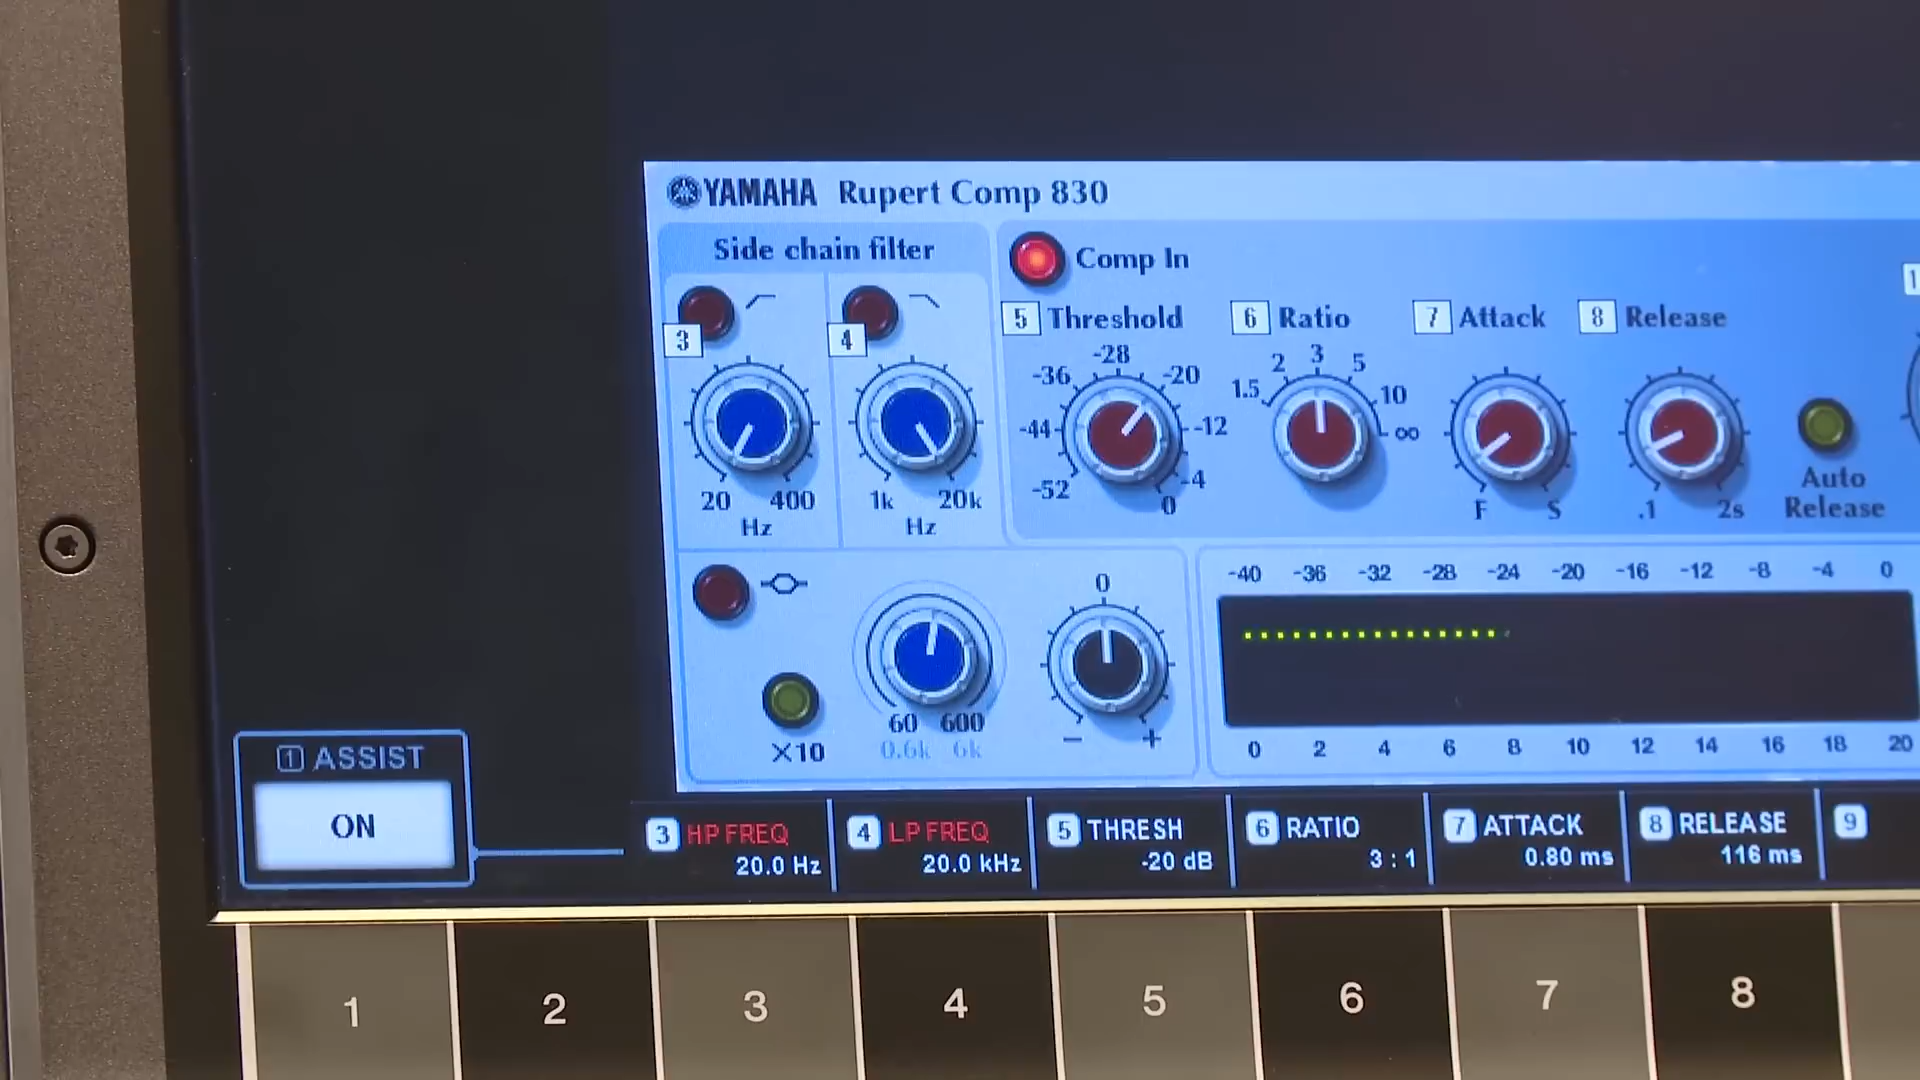 YAMAHA Rupert Comp 830
Side chain filter
Comp In
3
4
5 Threshold
6 Ratio
7 Attack
8 Release
-52 -44 -36 -28 -20 -12 -4 0
1.5 2 3 5 10 ∞
F S
.1 2s
Auto
Release
20 400
Hz
1k 20k
Hz
0
X10
60 600
0.6k 6k
- +
-40 -36 -32 -28 -24 -20 -16 -12 -8 -4 0
0 2 4 6 8 10 12 14 16 18 20
1 ASSIST
ON
3 HP FREQ
20.0 Hz
4 LP FREQ
20.0 kHz
5 THRESH
-20 dB
6 RATIO
3 : 1
7 ATTACK
0.80 ms
8 RELEASE
116 ms
9
1 2 3 4 5 6 7 8